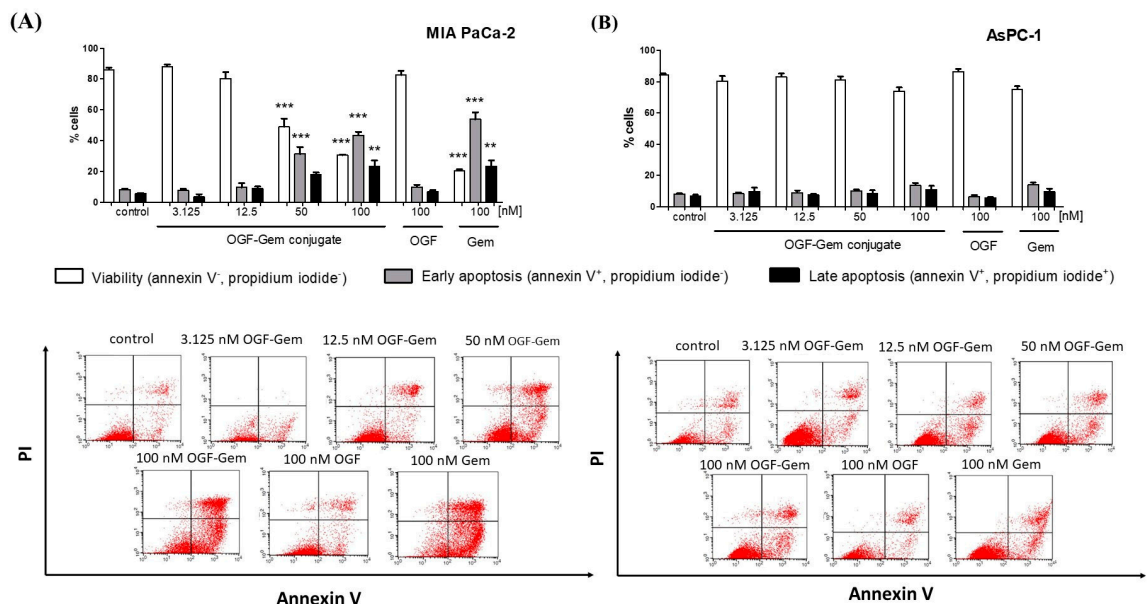 (A)
MIA PaCa-2
% cells
100
80
60
40
20
0
*** *** *** *** ** *** *** **
control 3.125 12.5 50 100 100 100 [nM]
OGF-Gem conjugate OGF Gem
(B)
AsPC-1
% cells
100
80
60
40
20
0
control 3.125 12.5 50 100 100 100 [nM]
OGF-Gem conjugate OGF Gem
Viability (annexin V⁻, propidium iodide⁻) Early apoptosis (annexin V⁺, propidium iodide⁻) Late apoptosis (annexin V⁺, propidium iodide⁺)
control 3.125 nM OGF-Gem 12.5 nM OGF-Gem 50 nM OGF-Gem
100 nM OGF-Gem 100 nM OGF 100 nM Gem
PI
Annexin V
control 3.125 nM OGF-Gem 12.5 nM OGF-Gem 50 nM OGF-Gem
100 nM OGF-Gem 100 nM OGF 100 nM Gem
PI
Annexin V